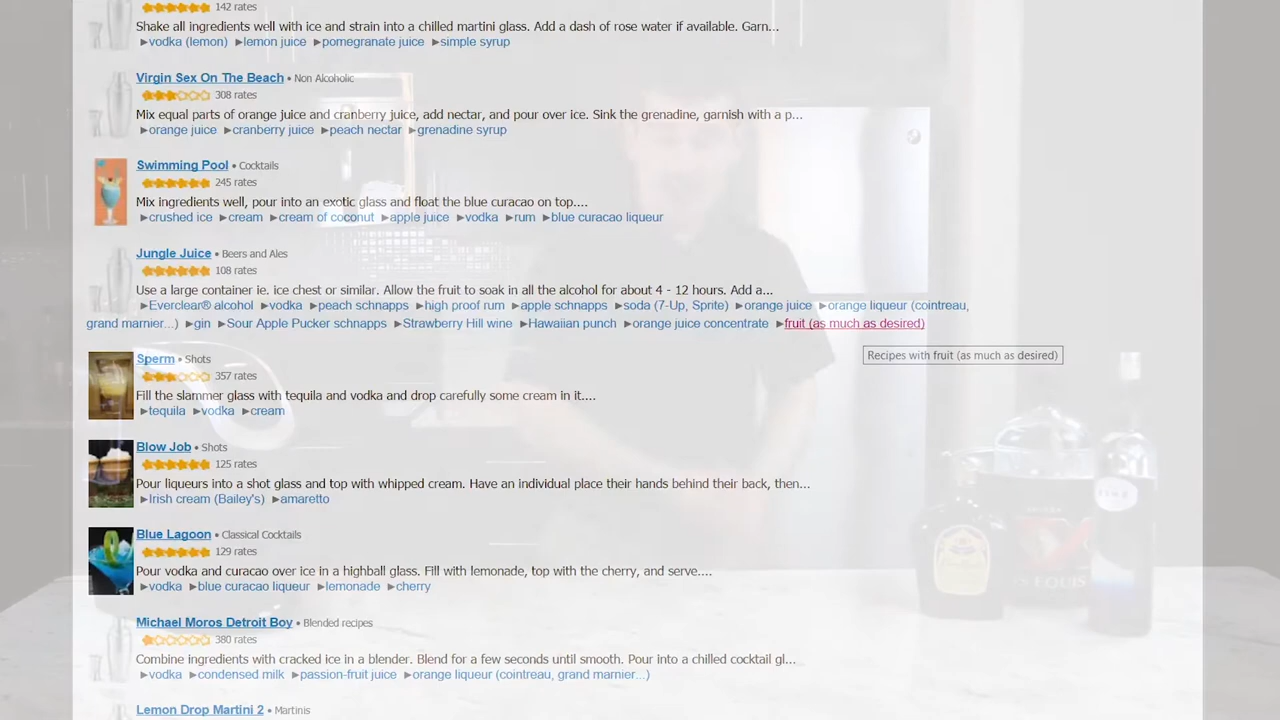 142 rates
Shake all ingredients well with ice and strain into a chilled martini glass. Add a dash of rose water if available. Garn...
►vodka (lemon) ►lemon juice ►pomegranate juice ►simple syrup
Virgin Sex On The Beach • Non Alcoholic
308 rates
Mix equal parts of orange juice and cranberry juice, add nectar, and pour over ice. Sink the grenadine, garnish with a p...
►orange juice ►cranberry juice ►peach nectar ►grenadine syrup
Swimming Pool • Cocktails
245 rates
Mix ingredients well, pour into an exotic glass and float the blue curacao on top....
►crushed ice ►cream ►cream of coconut ►apple juice ►vodka ►rum ►blue curacao liqueur
Jungle Juice • Beers and Ales
108 rates
Use a large container ie. ice chest or similar. Allow the fruit to soak in all the alcohol for about 4 - 12 hours. Add a...
►Everclear® alcohol ►vodka ►peach schnapps ►high proof rum ►apple schnapps ►soda (7-Up, Sprite) ►orange juice ►orange liqueur (cointreau,
grand marnier...) ►gin ►Sour Apple Pucker schnapps ►Strawberry Hill wine ►Hawaiian punch ►orange juice concentrate ►fruit (as much as desired)
Recipes with fruit (as much as desired)
Sperm • Shots
357 rates
Fill the slammer glass with tequila and vodka and drop carefully some cream in it....
►tequila ►vodka ►cream
Blow Job • Shots
125 rates
Pour liqueurs into a shot glass and top with whipped cream. Have an individual place their hands behind their back, then...
►Irish cream (Bailey's) ►amaretto
Blue Lagoon • Classical Cocktails
129 rates
Pour vodka and curacao over ice in a highball glass. Fill with lemonade, top with the cherry, and serve....
►vodka ►blue curacao liqueur ►lemonade ►cherry
Michael Moros Detroit Boy • Blended recipes
380 rates
Combine ingredients with cracked ice in a blender. Blend for a few seconds until smooth. Pour into a chilled cocktail gl...
►vodka ►condensed milk ►passion-fruit juice ►orange liqueur (cointreau, grand marnier...)
Lemon Drop Martini 2 • Martinis